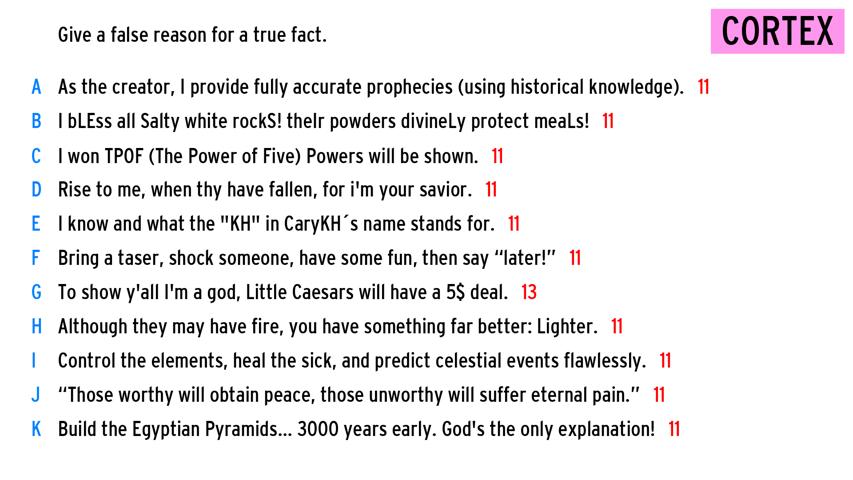 Give a false reason for a true fact.
CORTEX
A As the creator, I provide fully accurate prophecies (using historical knowledge). 11
B I bLEss all Salty white rockS! theIr powders divineLy protect meaLs! 11
C I won TPOF (The Power of Five) Powers will be shown. 11
D Rise to me, when thy have fallen, for i'm your savior. 11
E I know and what the "KH" in CaryKH´s name stands for. 11
F Bring a taser, shock someone, have some fun, then say “later!” 11
G To show y'all I'm a god, Little Caesars will have a 5$ deal. 13
H Although they may have fire, you have something far better: Lighter. 11
I Control the elements, heal the sick, and predict celestial events flawlessly. 11
J “Those worthy will obtain peace, those unworthy will suffer eternal pain.” 11
K Build the Egyptian Pyramids... 3000 years early. God's the only explanation! 11